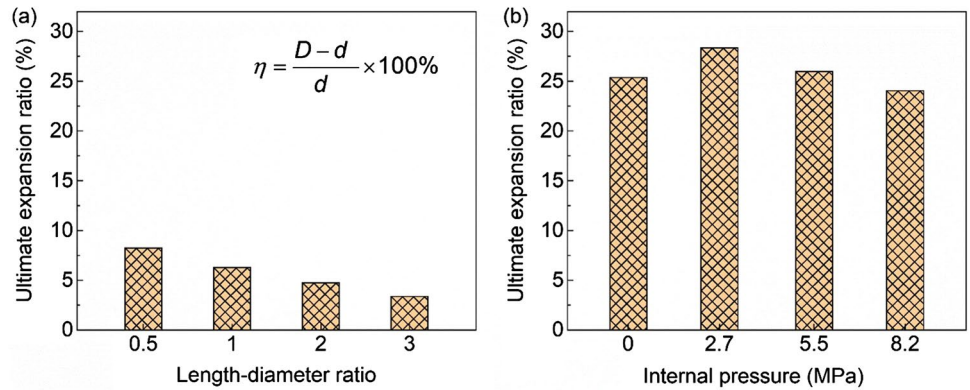 (a)
Ultimate expansion ratio (%)
30
25
20
15
10
5
0
η = (D – d)/d ×100%
0.5 1 2 3
Length-diameter ratio
(b)
Ultimate expansion ratio (%)
30
25
20
15
10
5
0
0 2.7 5.5 8.2
Internal pressure (MPa)